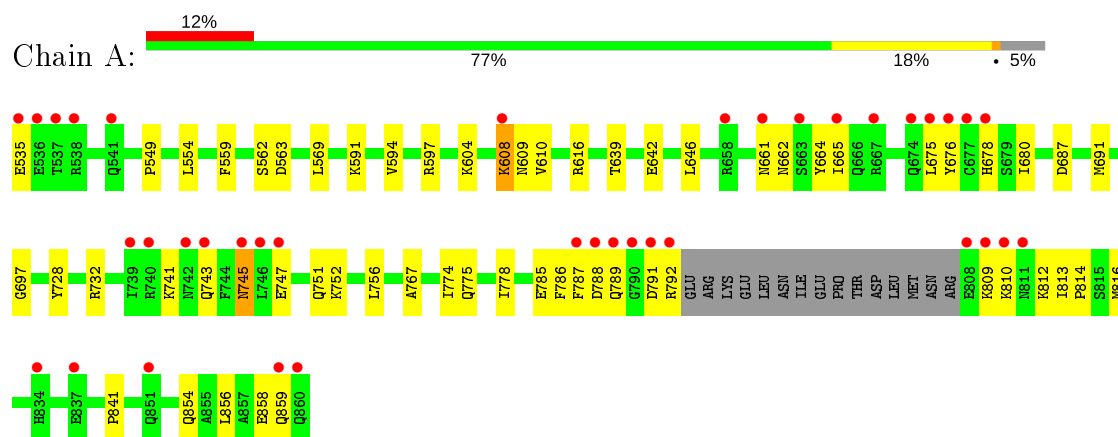 12%
Chain A:
77% 18% • 5%
E535 E536 T537 R538 Q541 P549 L554 F559 S562 D563 L569 K591 V594 R597 K604 K608 N609 V610 R616 T639 E642 L646 R658 N661 N662 S663 Y664 I665 Q666 R667 Q674 L675 Y676 C677 H678 S679 I680 D687 M691
G697 Y728 R732 I739 R740 K741 N742 Q743 F744 N745 L746 E747 Q751 K752 L756 A767 I774 Q775 I778 E785 F786 F787 D788 Q789 G790 D791 R792 GLU ARG LYS GLU LEU ASN ILE GLU PRO THR ASP LEU MET ASN ARG E808 K809 K810 N811 K812 I813 P814 S815 M816
H834 E837 P841 Q851 Q854 A855 L856 A857 E858 Q859 Q860